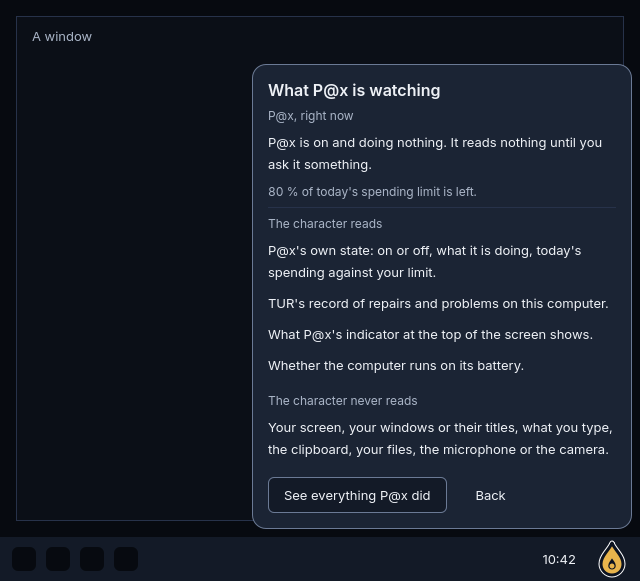 A window
What P@x is watching
P@x, right now
P@x is on and doing nothing. It reads nothing until you
ask it something.
80 % of today's spending limit is left.
The character reads
P@x's own state: on or off, what it is doing, today's
spending against your limit.
TUR's record of repairs and problems on this computer.
What P@x's indicator at the top of the screen shows.
Whether the computer runs on its battery.
The character never reads
Your screen, your windows or their titles, what you type,
the clipboard, your files, the microphone or the camera.
See everything P@x did
Back
10:42